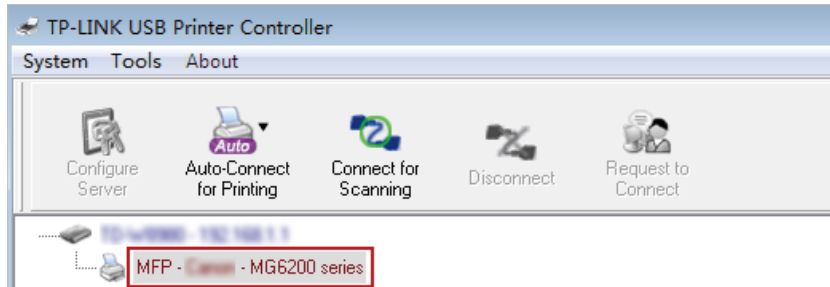 TP-LINK USB Printer Controller
System Tools About
Auto
Configure Server
Auto-Connect for Printing
Connect for Scanning
Disconnect
Request to Connect
MFP - - MG6200 series